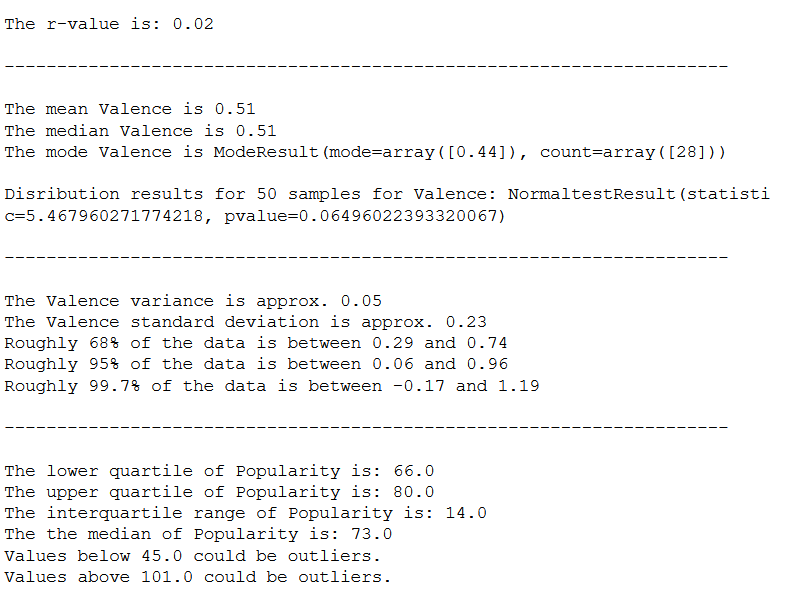 The r-value is: 0.02
---------------------------------------------------------------------
The mean Valence is 0.51
The median Valence is 0.51
The mode Valence is ModeResult(mode=array([0.44]), count=array([28]))
Disribution results for 50 samples for Valence: NormaltestResult(statisti
c=5.467960271774218, pvalue=0.06496022393320067)
---------------------------------------------------------------------
The Valence variance is approx. 0.05
The Valence standard deviation is approx. 0.23
Roughly 68% of the data is between 0.29 and 0.74
Roughly 95% of the data is between 0.06 and 0.96
Roughly 99.7% of the data is between -0.17 and 1.19
---------------------------------------------------------------------
The lower quartile of Popularity is: 66.0
The upper quartile of Popularity is: 80.0
The interquartile range of Popularity is: 14.0
The the median of Popularity is: 73.0
Values below 45.0 could be outliers.
Values above 101.0 could be outliers.